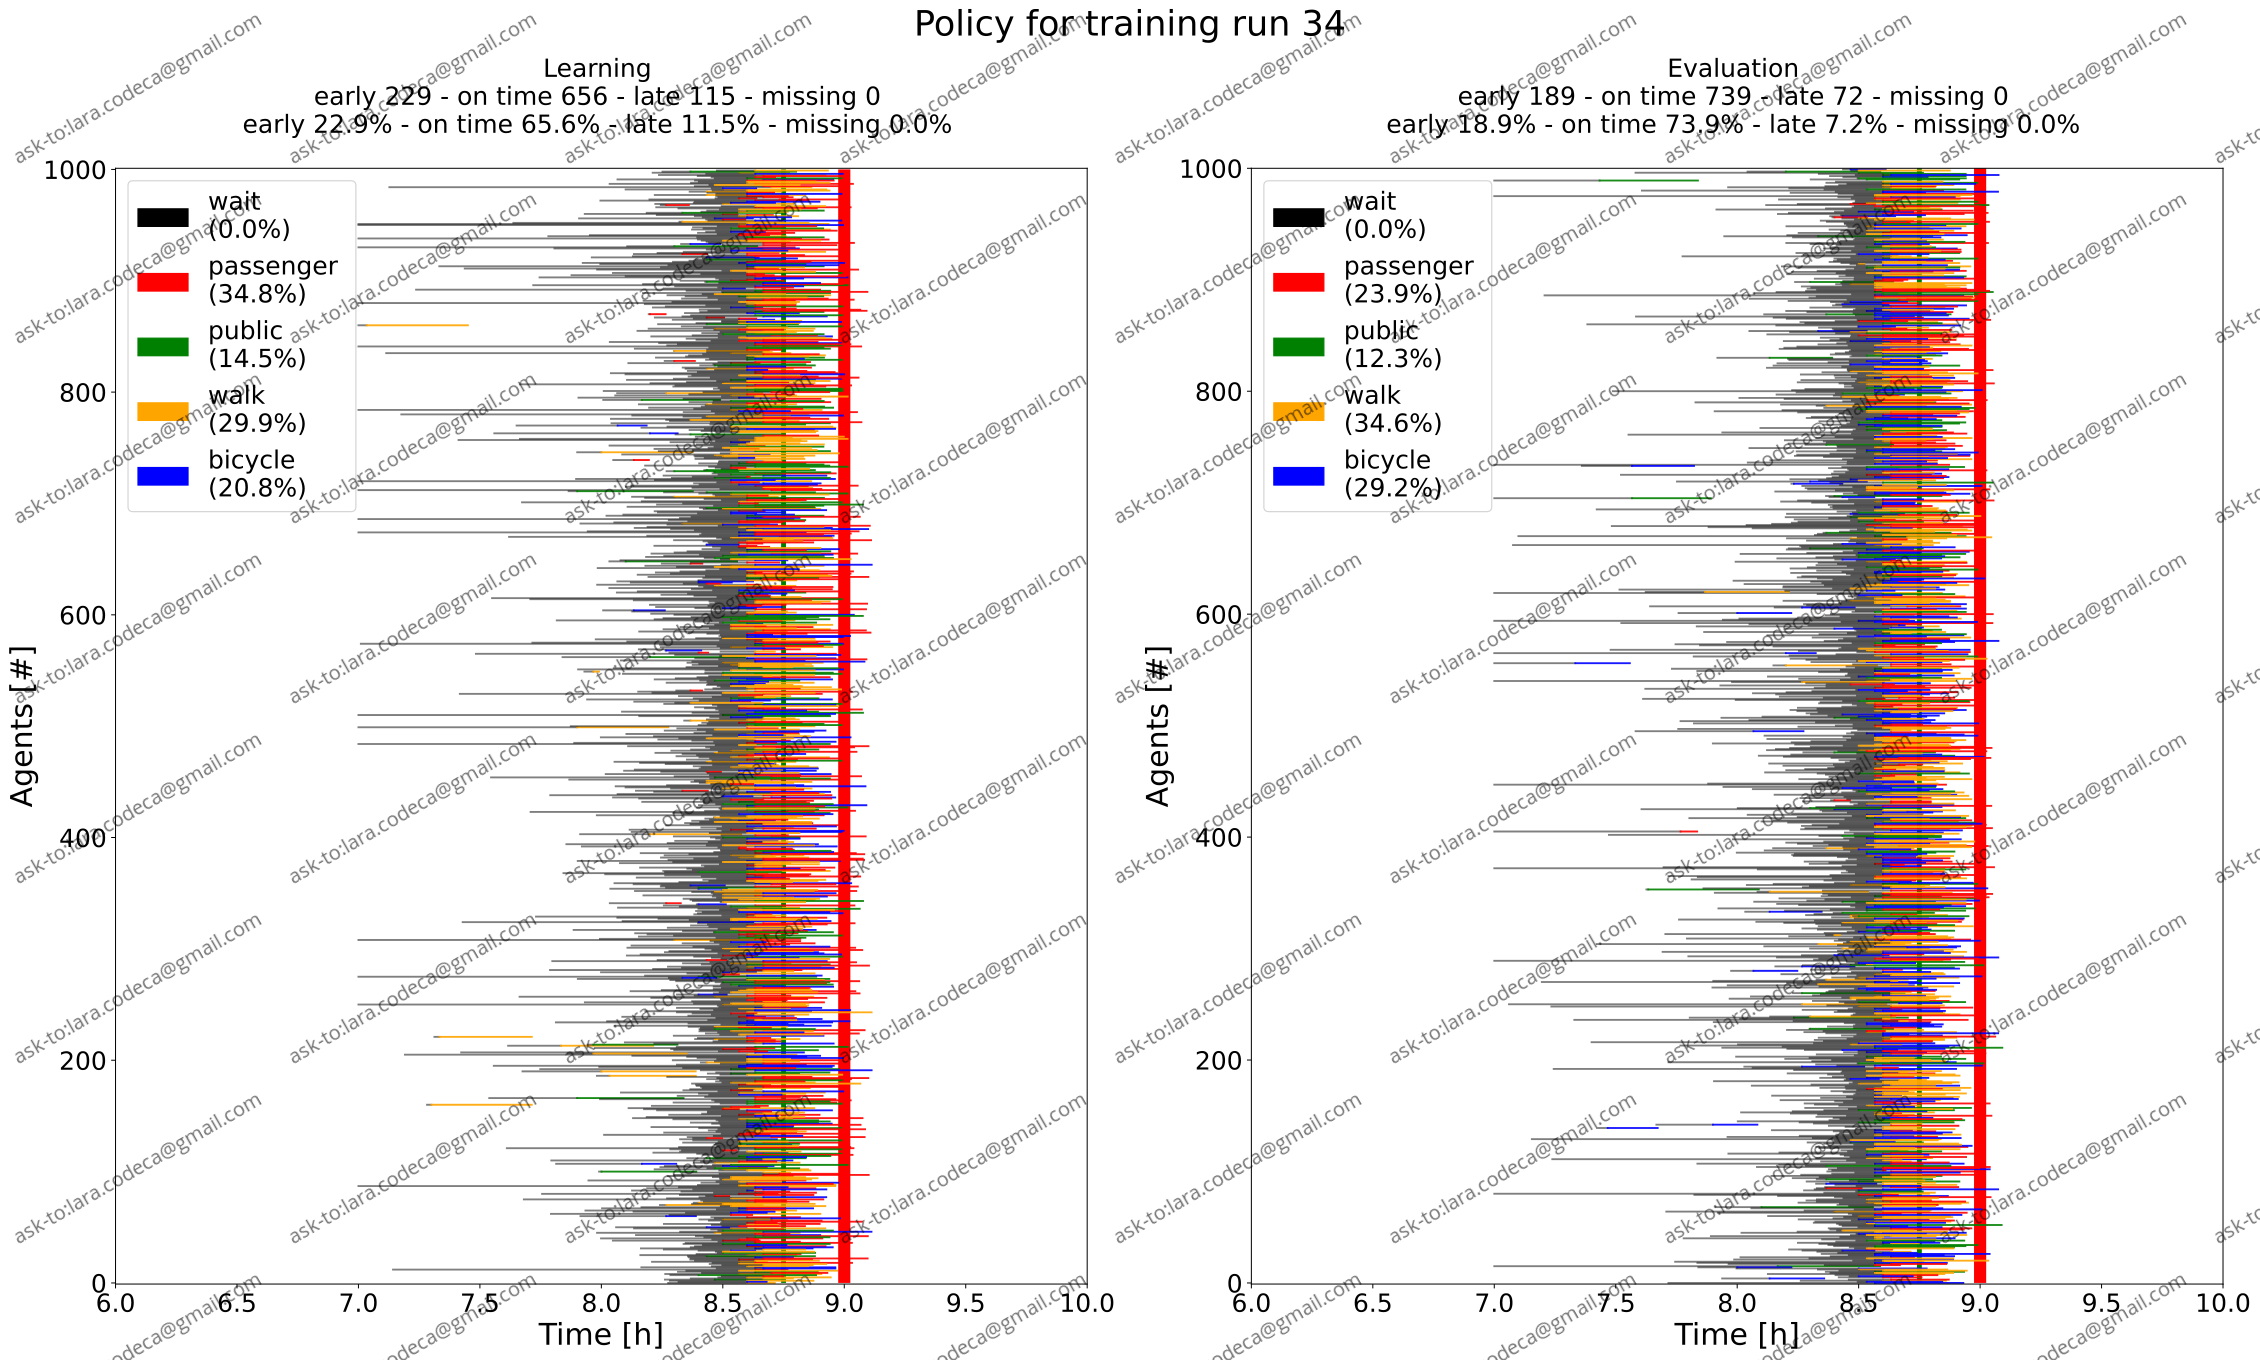 Policy for training run 34
Learning
early 229 - on time 656 - late 115 - missing 0
early 22.9% - on time 65.6% - late 11.5% - missing 0.0%
Agents [#]
1000
800
600
400
200
0
wait
(0.0%)
passenger
(34.8%)
public
(14.5%)
walk
(29.9%)
bicycle
(20.8%)
6.0 6.5 7.0 7.5 8.0 8.5 9.0 9.5 10.0
Time [h]
Evaluation
early 189 - on time 739 - late 72 - missing 0
early 18.9% - on time 73.9% - late 7.2% - missing 0.0%
Agents [#]
1000
800
600
400
200
0
wait
(0.0%)
passenger
(23.9%)
public
(12.3%)
walk
(34.6%)
bicycle
(29.2%)
6.0 6.5 7.0 7.5 8.0 8.5 9.0 9.5 10.0
Time [h]
ask-to:lara.codeca@gmail.com